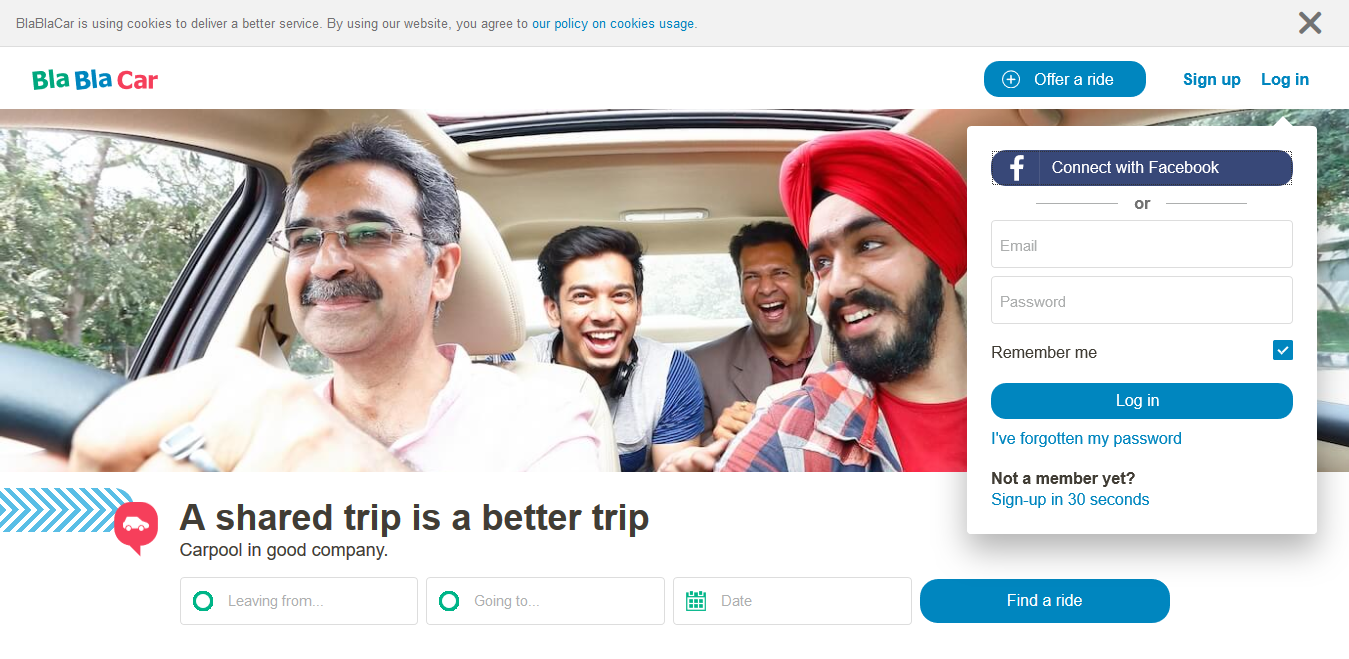 BlaBlaCar is using cookies to deliver a better service. By using our website, you agree to our policy on cookies usage.
Bla Bla Car
Offer a ride
Sign up
Log in
Connect with Facebook
or
Email
Password
Remember me
Log in
I've forgotten my password
Not a member yet?
Sign-up in 30 seconds
A shared trip is a better trip
Carpool in good company.
Leaving from...
Going to...
Date
Find a ride